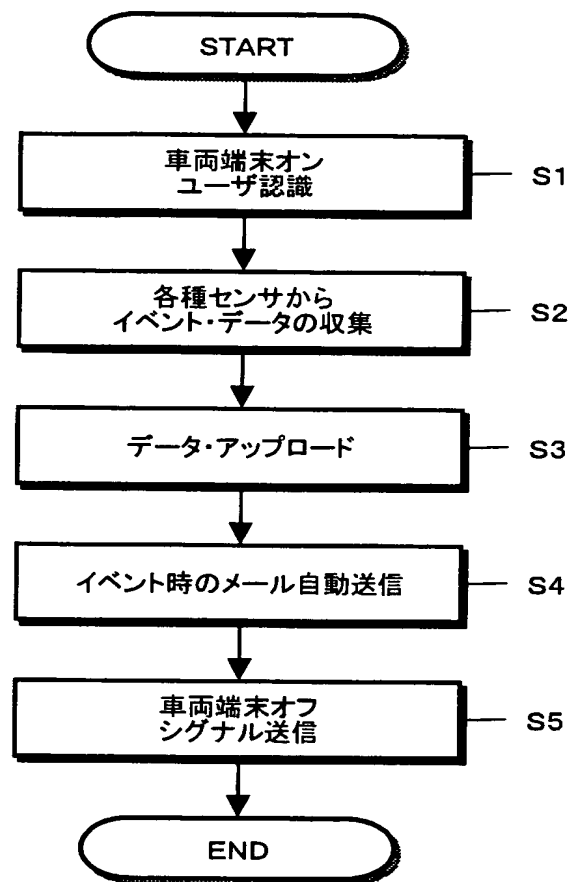 START
車両端末オン
ユーザ認識
S1
各種センサから
イベント・データの収集
S2
データ・アップロード
S3
イベント時のメール自動送信
S4
車両端末オフ
シグナル送信
S5
END